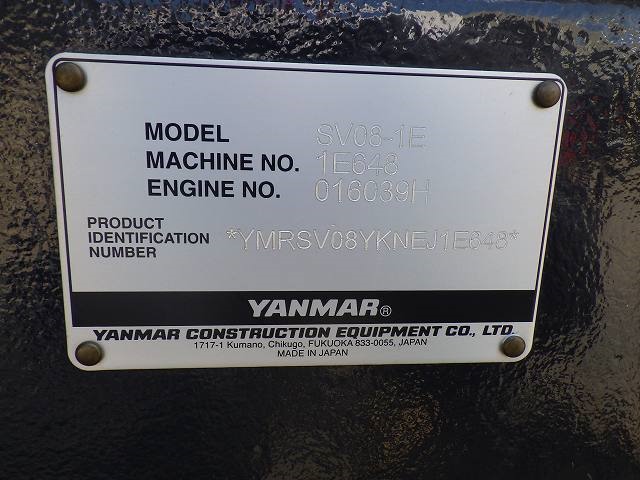 MODEL SV08-1E
MACHINE NO. 1E648
ENGINE NO. 016039H
PRODUCT
IDENTIFICATION
NUMBER *YMRSV08YKNEJ1E648*
YANMAR®
YANMAR CONSTRUCTION EQUIPMENT CO., LTD.
1717-1 Kumano, Chikugo, FUKUOKA 833-0055, JAPAN
MADE IN JAPAN